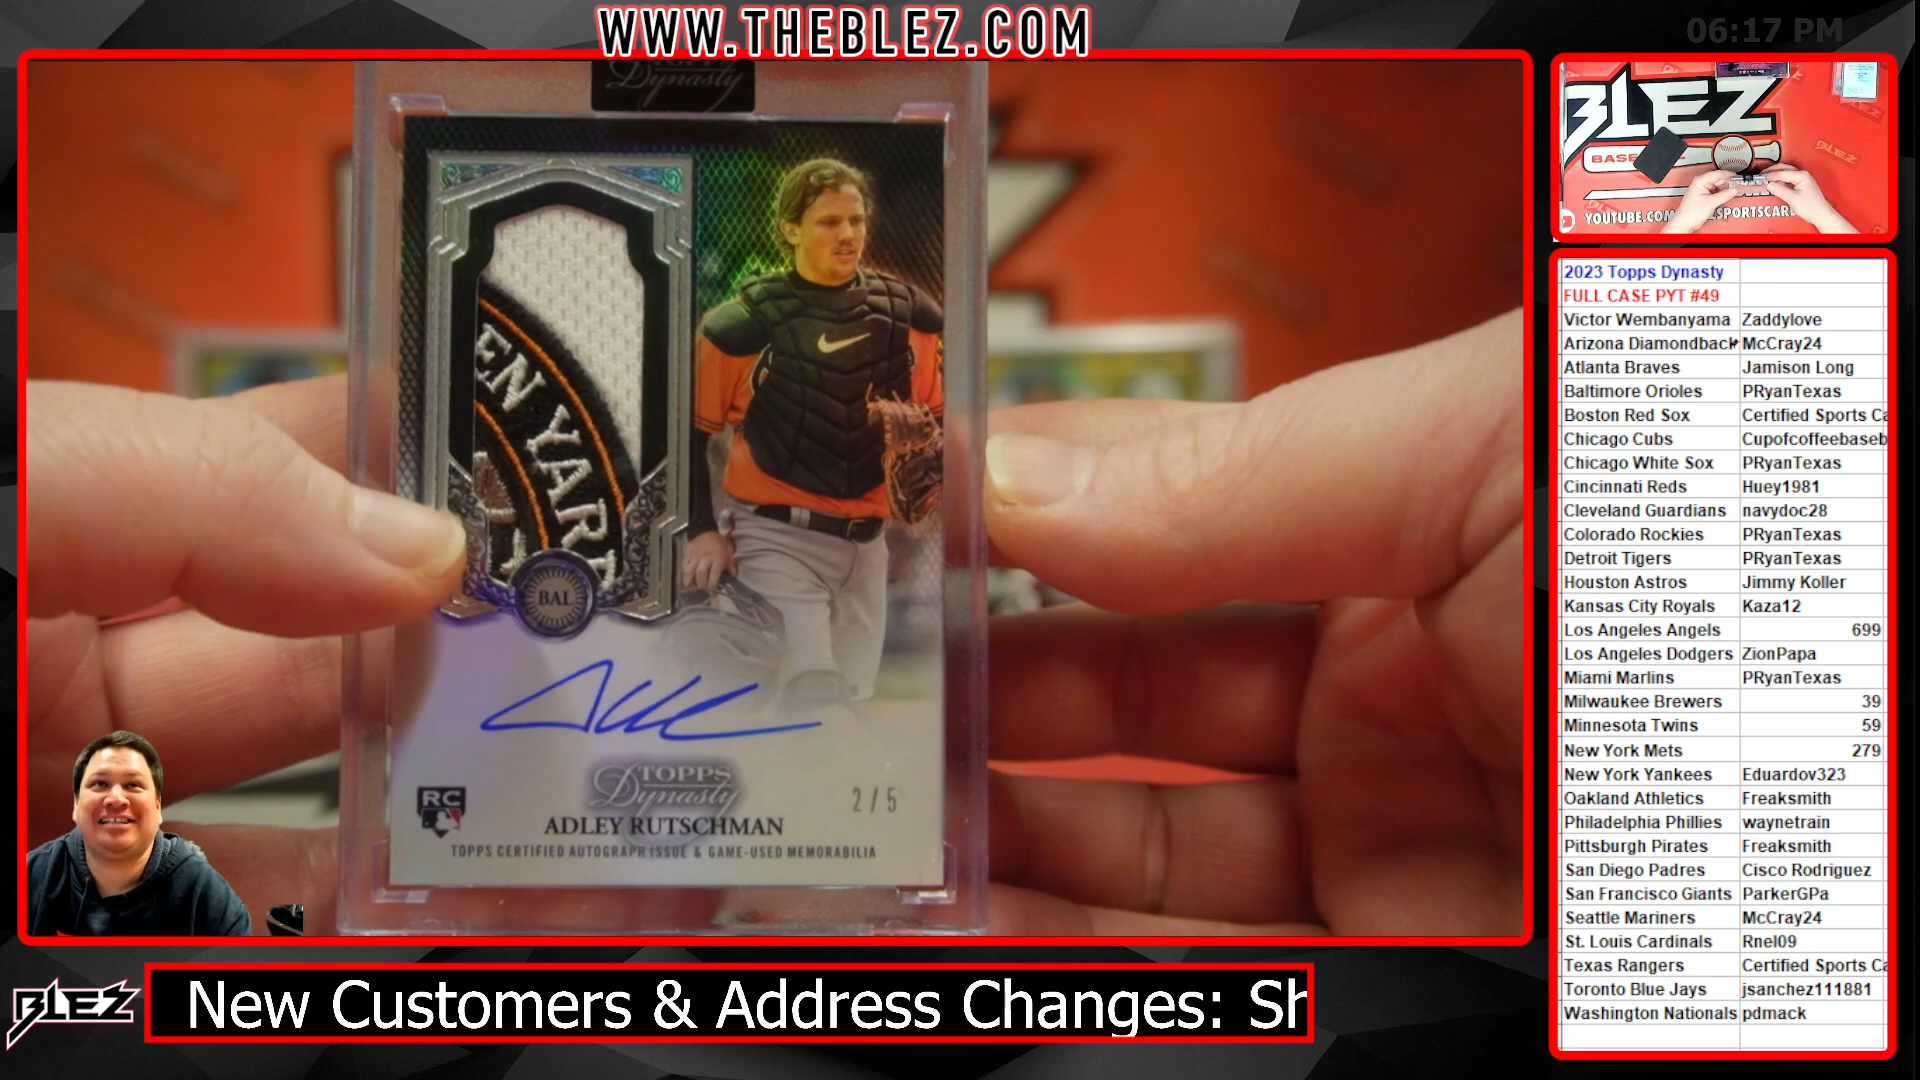 WWW.THEBLEZ.COM
06:17 PM
Dynasty
EN YARD
BAL
TOPPS
Dynasty
RC
2/5
ADLEY RUTSCHMAN
TOPPS CERTIFIED AUTOGRAPH ISSUE & GAME-USED MEMORABILIA
BLEZ
BLEZ
YOUTUBE.COM
SPORTSCAR
2023 Topps Dynasty
FULL CASE PYT #49
Victor Wembanyama Zaddylove
Arizona Diamondback McCray24
Atlanta Braves Jamison Long
Baltimore Orioles PRyanTexas
Boston Red Sox Certified Sports Ca
Chicago Cubs Cupofcoffeebaseb
Chicago White Sox PRyanTexas
Cincinnati Reds Huey1981
Cleveland Guardians navydoc28
Colorado Rockies PRyanTexas
Detroit Tigers PRyanTexas
Houston Astros Jimmy Koller
Kansas City Royals Kaza12
Los Angeles Angels 699
Los Angeles Dodgers ZionPapa
Miami Marlins PRyanTexas
Milwaukee Brewers 39
Minnesota Twins 59
New York Mets 279
New York Yankees Eduardov323
Oakland Athletics Freaksmith
Philadelphia Phillies waynetrain
Pittsburgh Pirates Freaksmith
San Diego Padres Cisco Rodriguez
San Francisco Giants ParkerGPa
Seattle Mariners McCray24
St. Louis Cardinals Rnel09
Texas Rangers Certified Sports Ca
Toronto Blue Jays jsanchez111881
Washington Nationals pdmack
BLEZ
New Customers & Address Changes: Sh